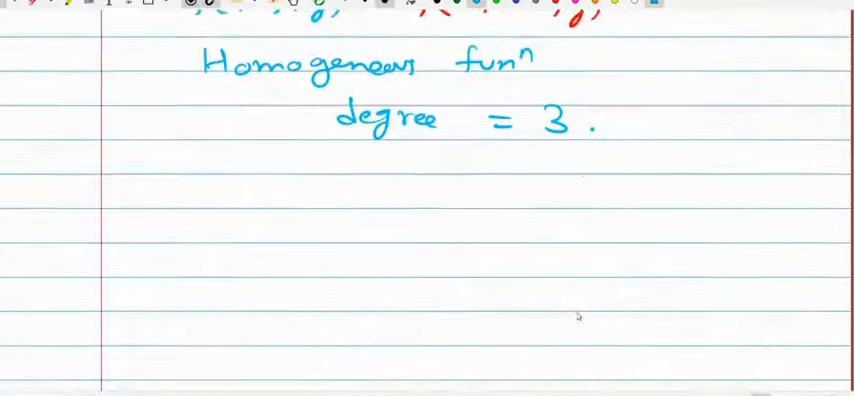 Homogeneous funⁿ
degree = 3.